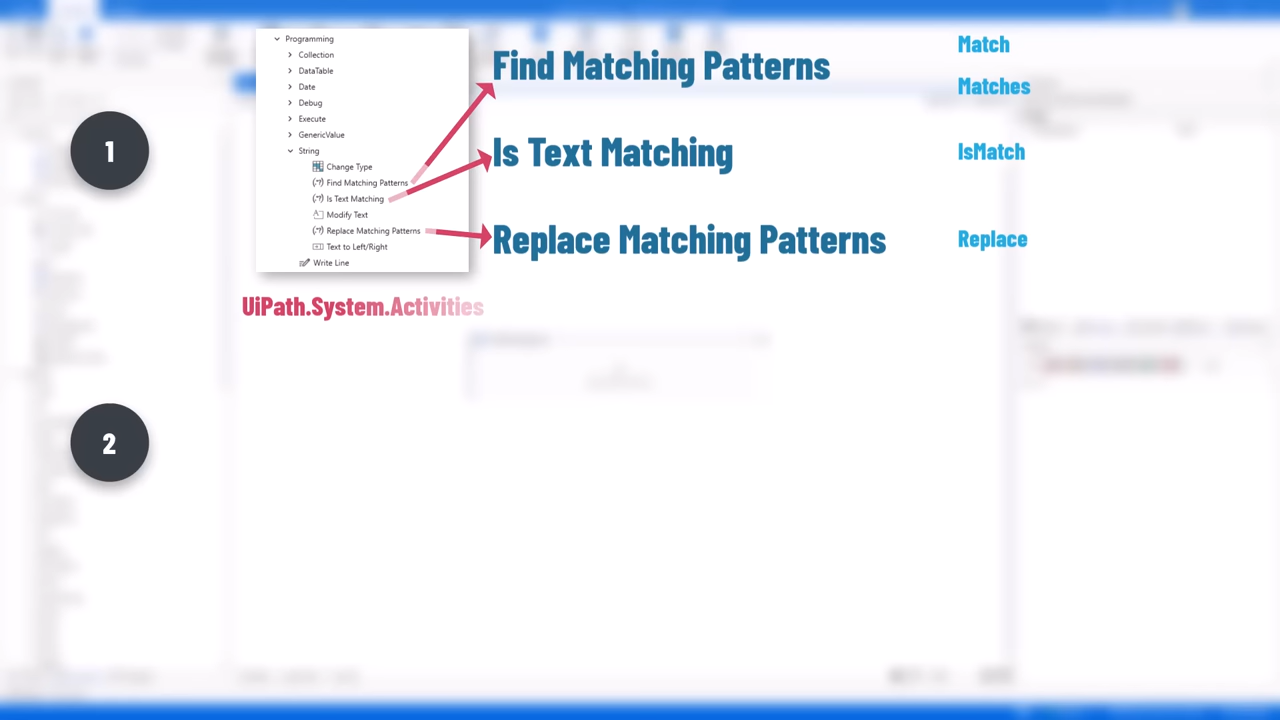 Programming
Collection
DataTable
Date
Debug
Execute
GenericValue
String
Change Type
Find Matching Patterns
Is Text Matching
Modify Text
Replace Matching Patterns
Text to Left/Right
Write Line
UiPath.System.Activities
1
2
Find Matching Patterns
Is Text Matching
Replace Matching Patterns
Match
Matches
IsMatch
Replace